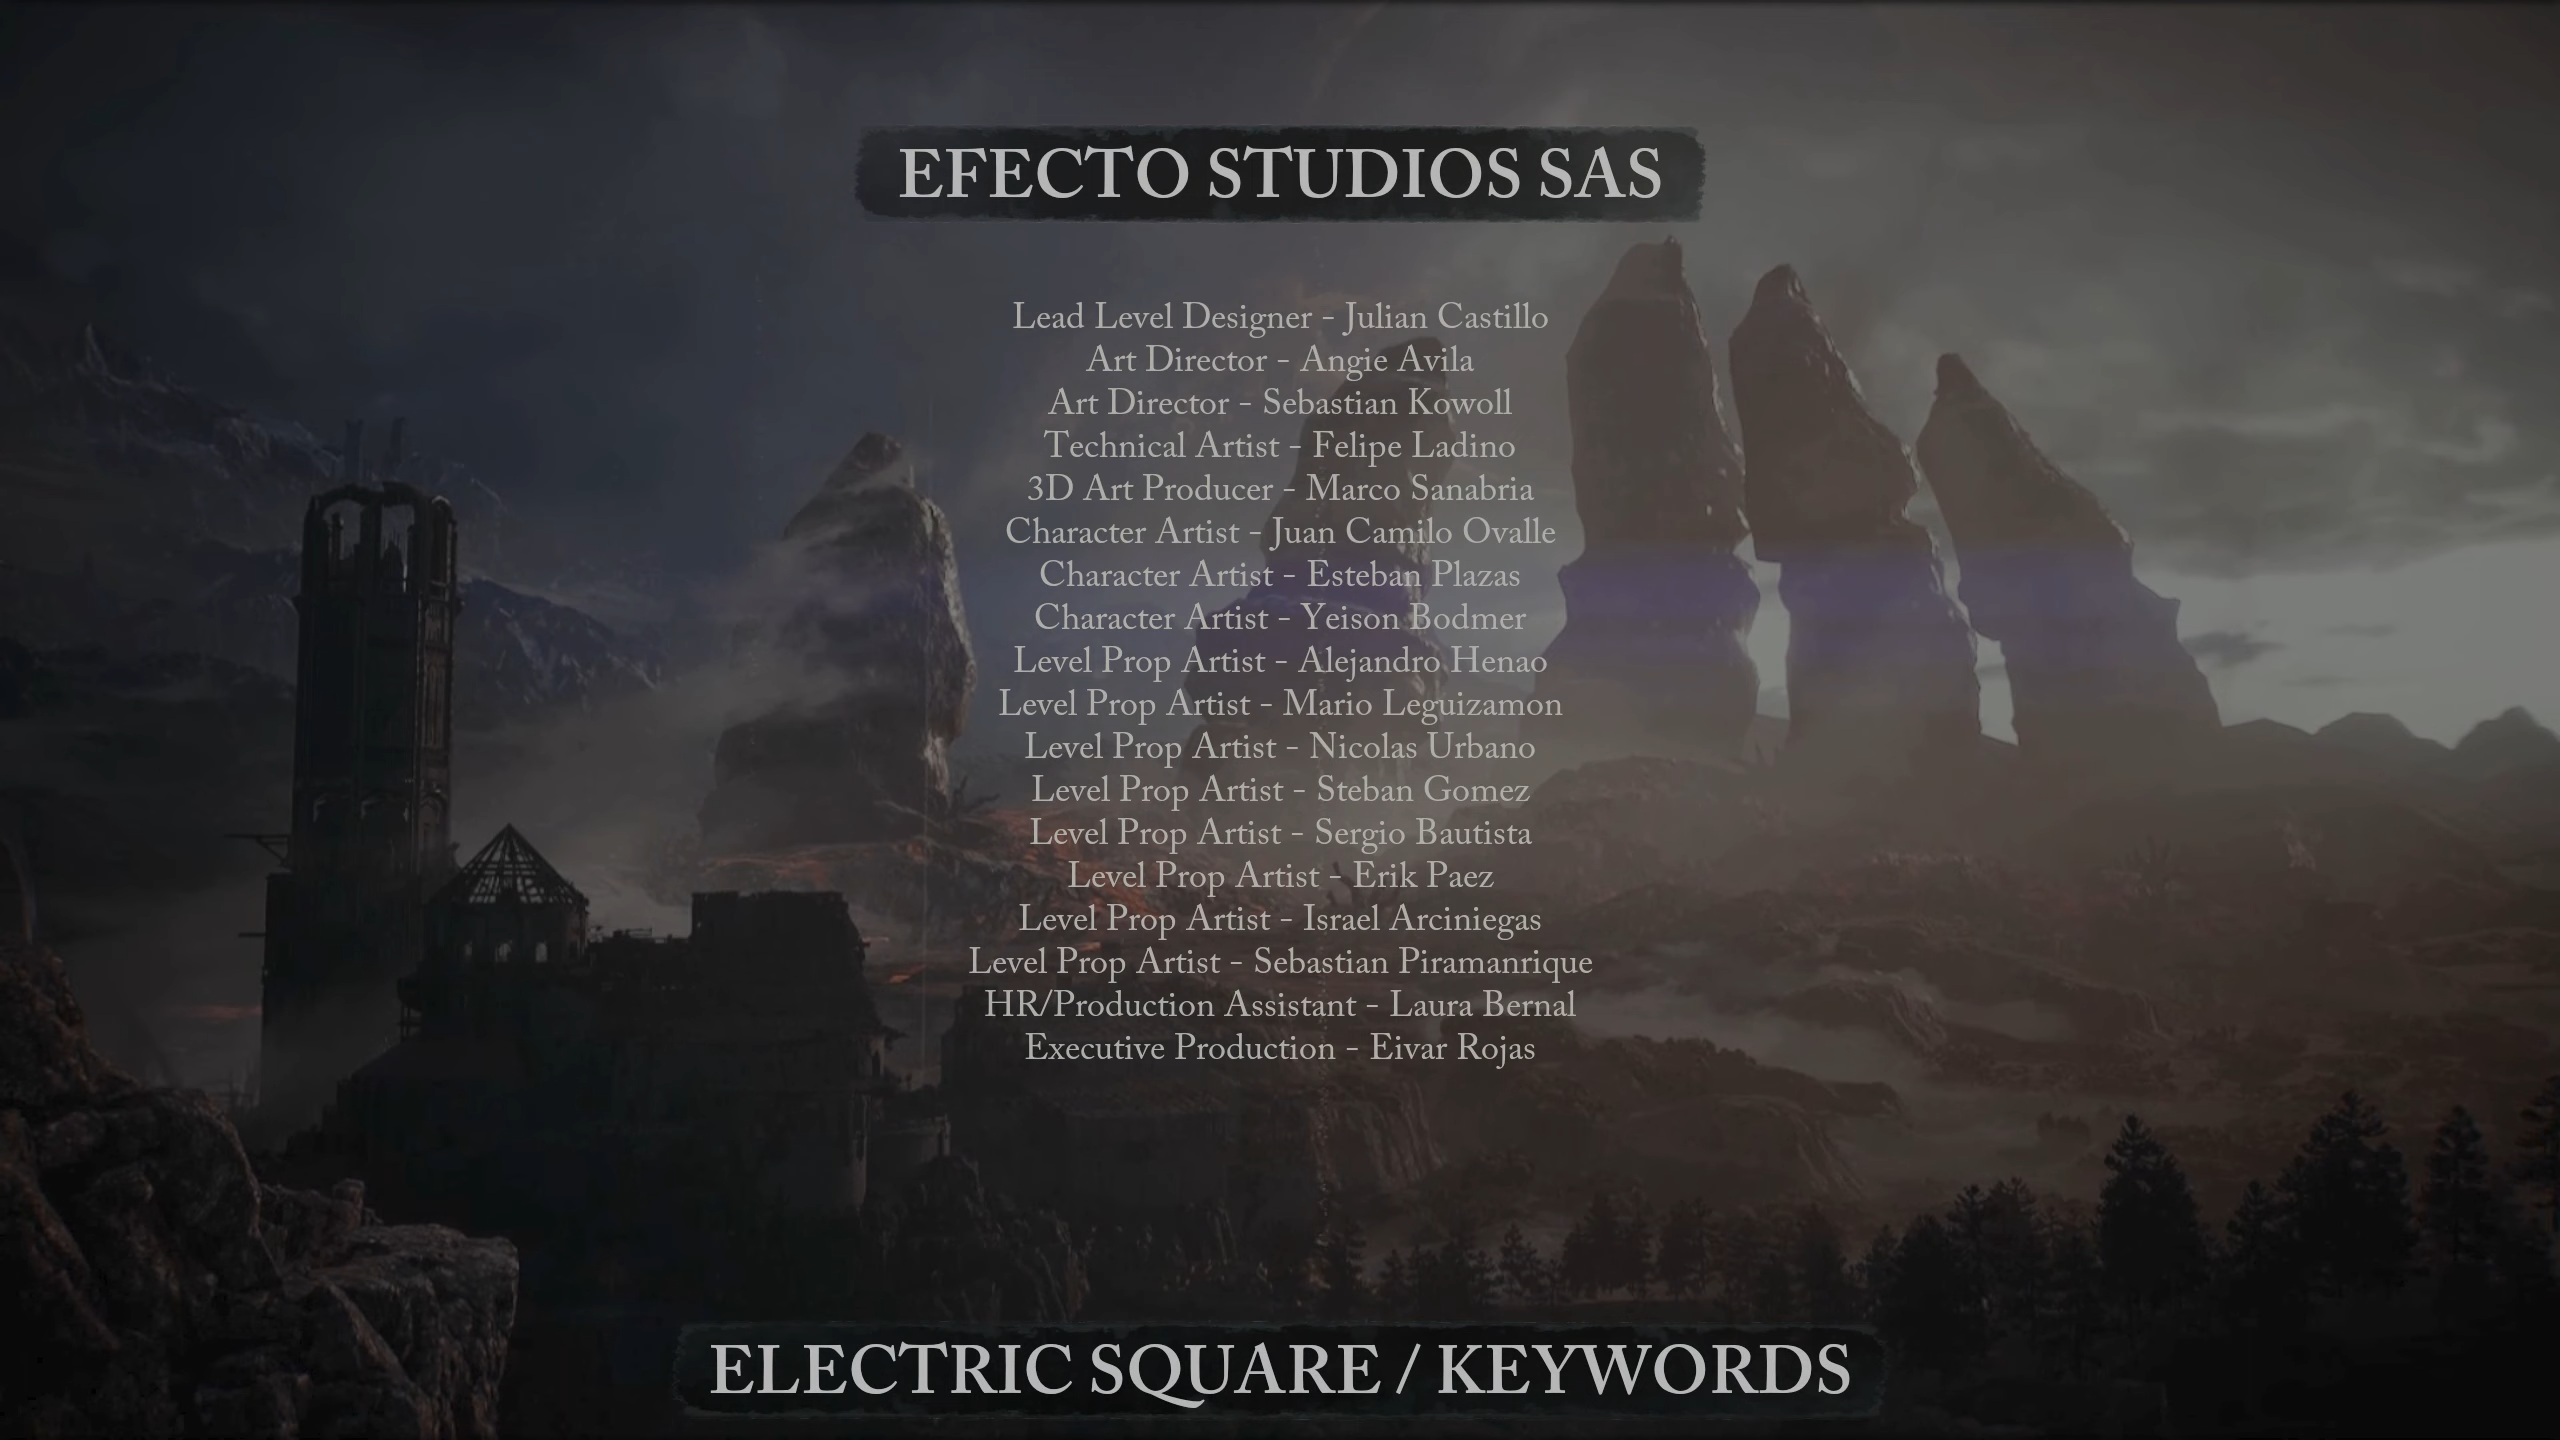 EFECTO STUDIOS SAS
Lead Level Designer - Julian Castillo
Art Director - Angie Avila
Art Director - Sebastian Kowoll
Technical Artist - Felipe Ladino
3D Art Producer - Marco Sanabria
Character Artist - Juan Camilo Ovalle
Character Artist - Esteban Plazas
Character Artist - Yeison Bodmer
Level Prop Artist - Alejandro Henao
Level Prop Artist - Mario Leguizamon
Level Prop Artist - Nicolas Urbano
Level Prop Artist - Steban Gomez
Level Prop Artist - Sergio Bautista
Level Prop Artist - Erik Paez
Level Prop Artist - Israel Arciniegas
Level Prop Artist - Sebastian Piramanrique
HR/Production Assistant - Laura Bernal
Executive Production - Eivar Rojas
ELECTRIC SQUARE / KEYWORDS